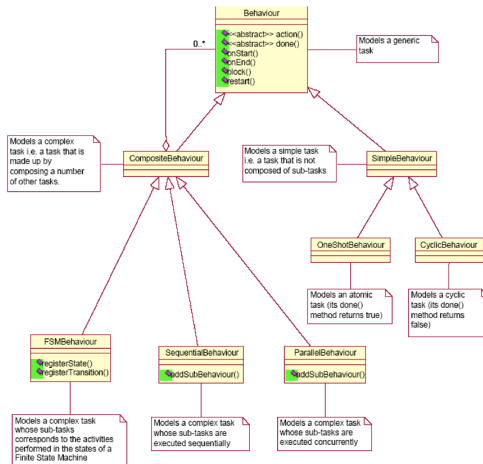 Behaviour
<<abstract>> action()
<<abstract>> done()
onStart()
onEnd()
block()
restart()
0..*
Models a generic
task
Models a complex
task i.e. a task that is
made up by
composing a number
of other tasks.
CompositeBehaviour
Models a simple task
i.e. a task that is not
composed of sub-tasks
SimpleBehaviour
OneShotBehaviour
CyclicBehaviour
Models an atomic
task (its done()
method returns true)
Models a cyclic
task (its done()
method returns
false)
FSMBehaviour
registerState()
registerTransition()
SequentialBehaviour
addSubBehaviour()
ParallelBehaviour
addSubBehaviour()
Models a complex task
whose sub-tasks
corresponds to the activities
performed in the states of a
Finite State Machine
Models a complex task
whose sub-tasks are
executed sequentially
Models a complex task
whose sub-tasks are
executed concurrently